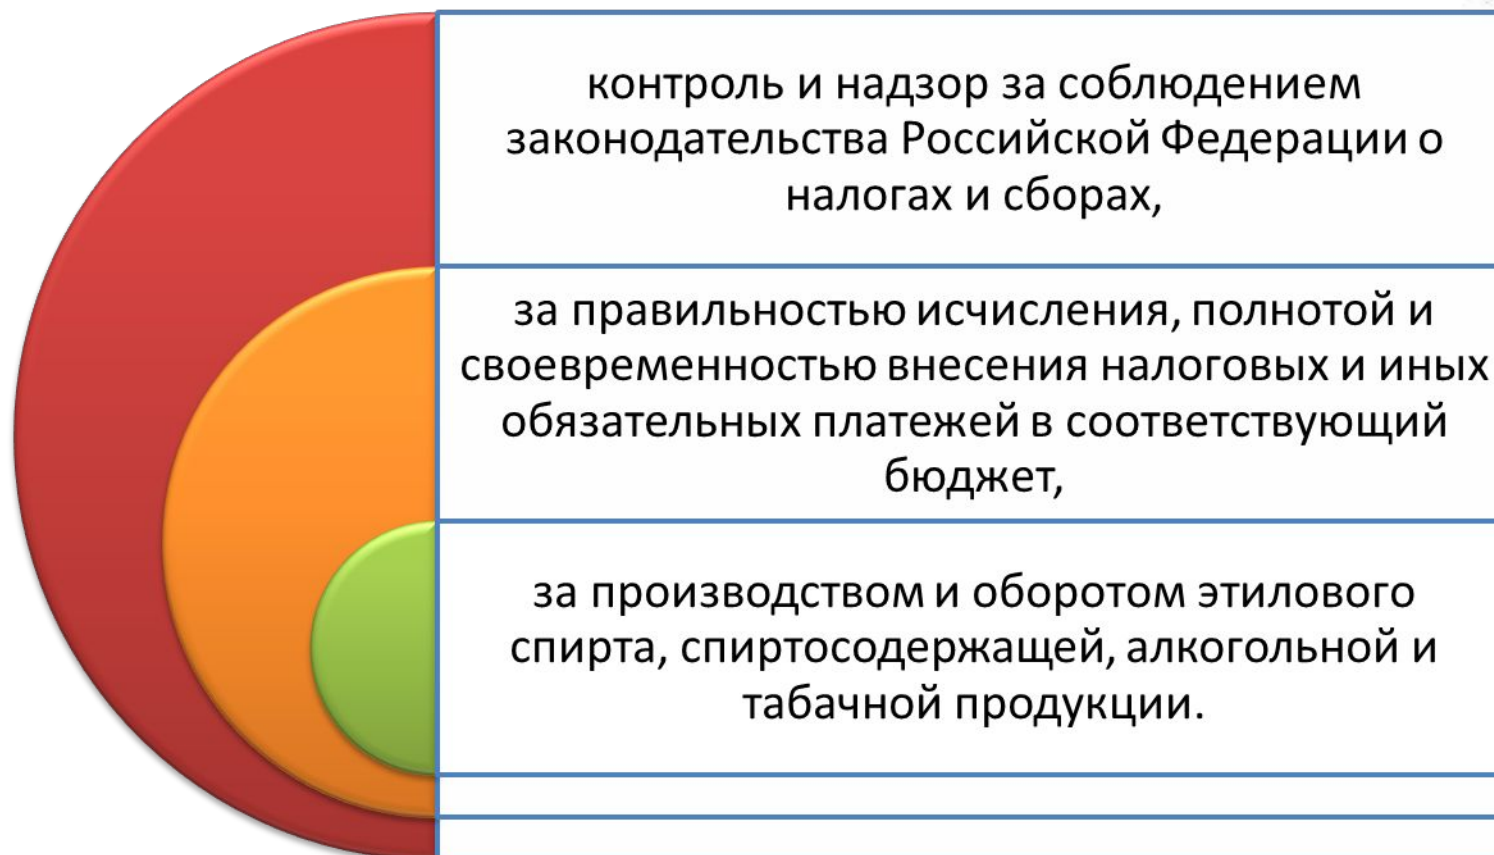 контроль и надзор за соблюдением
законодательства Российской Федерации о
налогах и сборах,
за правильностью исчисления, полнотой и
своевременностью внесения налоговых и иных
обязательных платежей в соответствующий
бюджет,
за производством и оборотом этилового
спирта, спиртосодержащей, алкогольной и
табачной продукции.